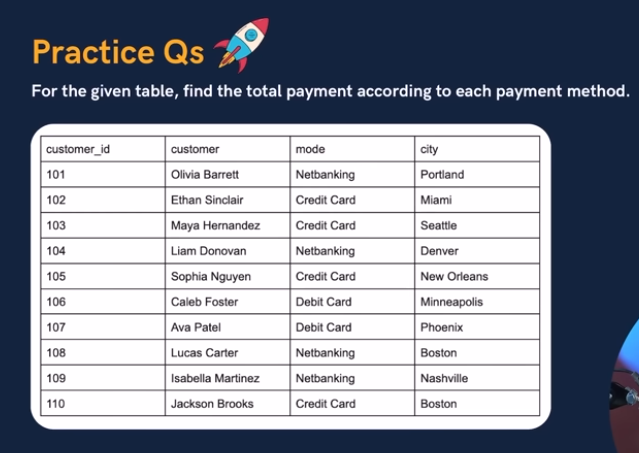 Practice Qs
For the given table, find the total payment according to each payment method.
customer_id customer mode city
101 Olivia Barrett Netbanking Portland
102 Ethan Sinclair Credit Card Miami
103 Maya Hernandez Credit Card Seattle
104 Liam Donovan Netbanking Denver
105 Sophia Nguyen Credit Card New Orleans
106 Caleb Foster Debit Card Minneapolis
107 Ava Patel Debit Card Phoenix
108 Lucas Carter Netbanking Boston
109 Isabella Martinez Netbanking Nashville
110 Jackson Brooks Credit Card Boston